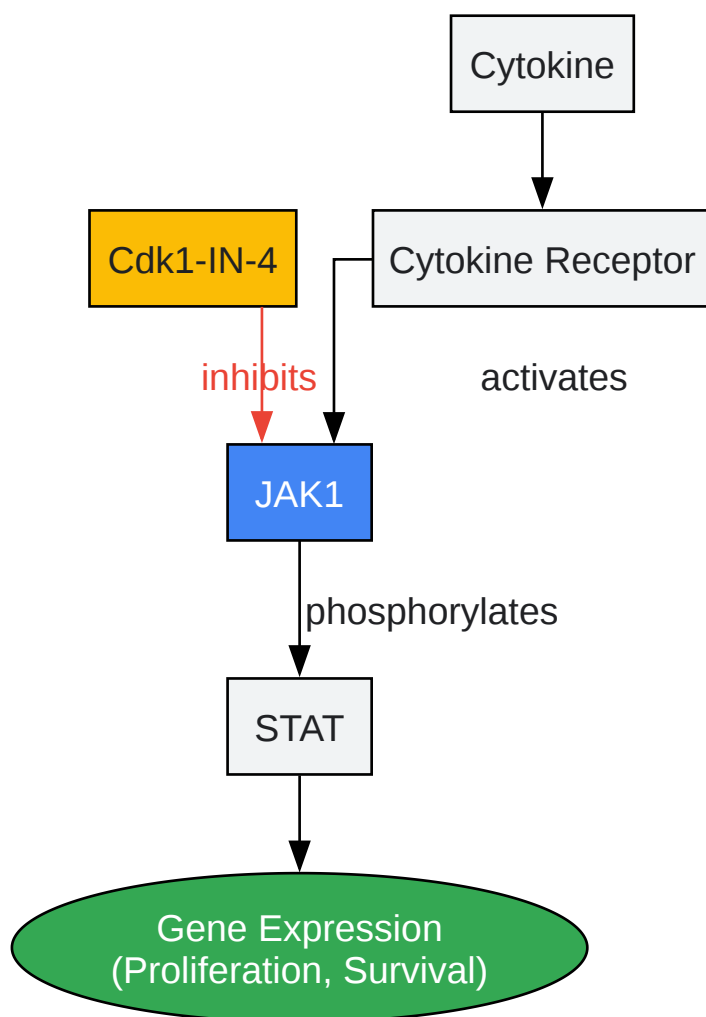 Cytokine
Cdk1-IN-4
Cytokine Receptor
inhibits
activates
JAK1
phosphorylates
STAT
Gene Expression
(Proliferation, Survival)